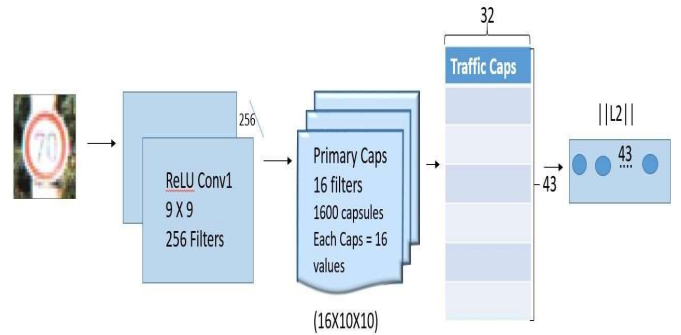 70
256
ReLU Conv1
9 X 9
256 Filters
Primary Caps
16 filters
1600 capsules
Each Caps = 16
values
(16X10X10)
32
Traffic Caps
43
||L2||
43
....